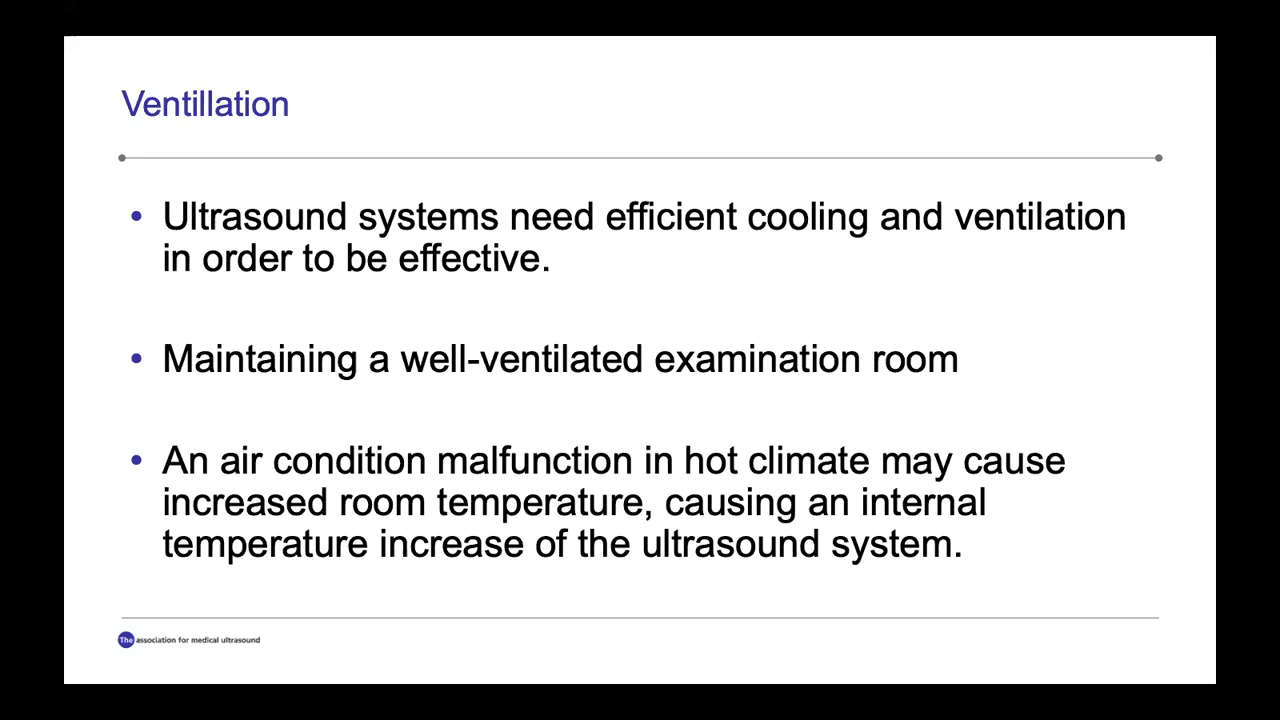 Ventillation
• Ultrasound systems need efficient cooling and ventilation
in order to be effective.
• Maintaining a well-ventilated examination room
• An air condition malfunction in hot climate may cause
increased room temperature, causing an internal
temperature increase of the ultrasound system.
The association for medical ultrasound